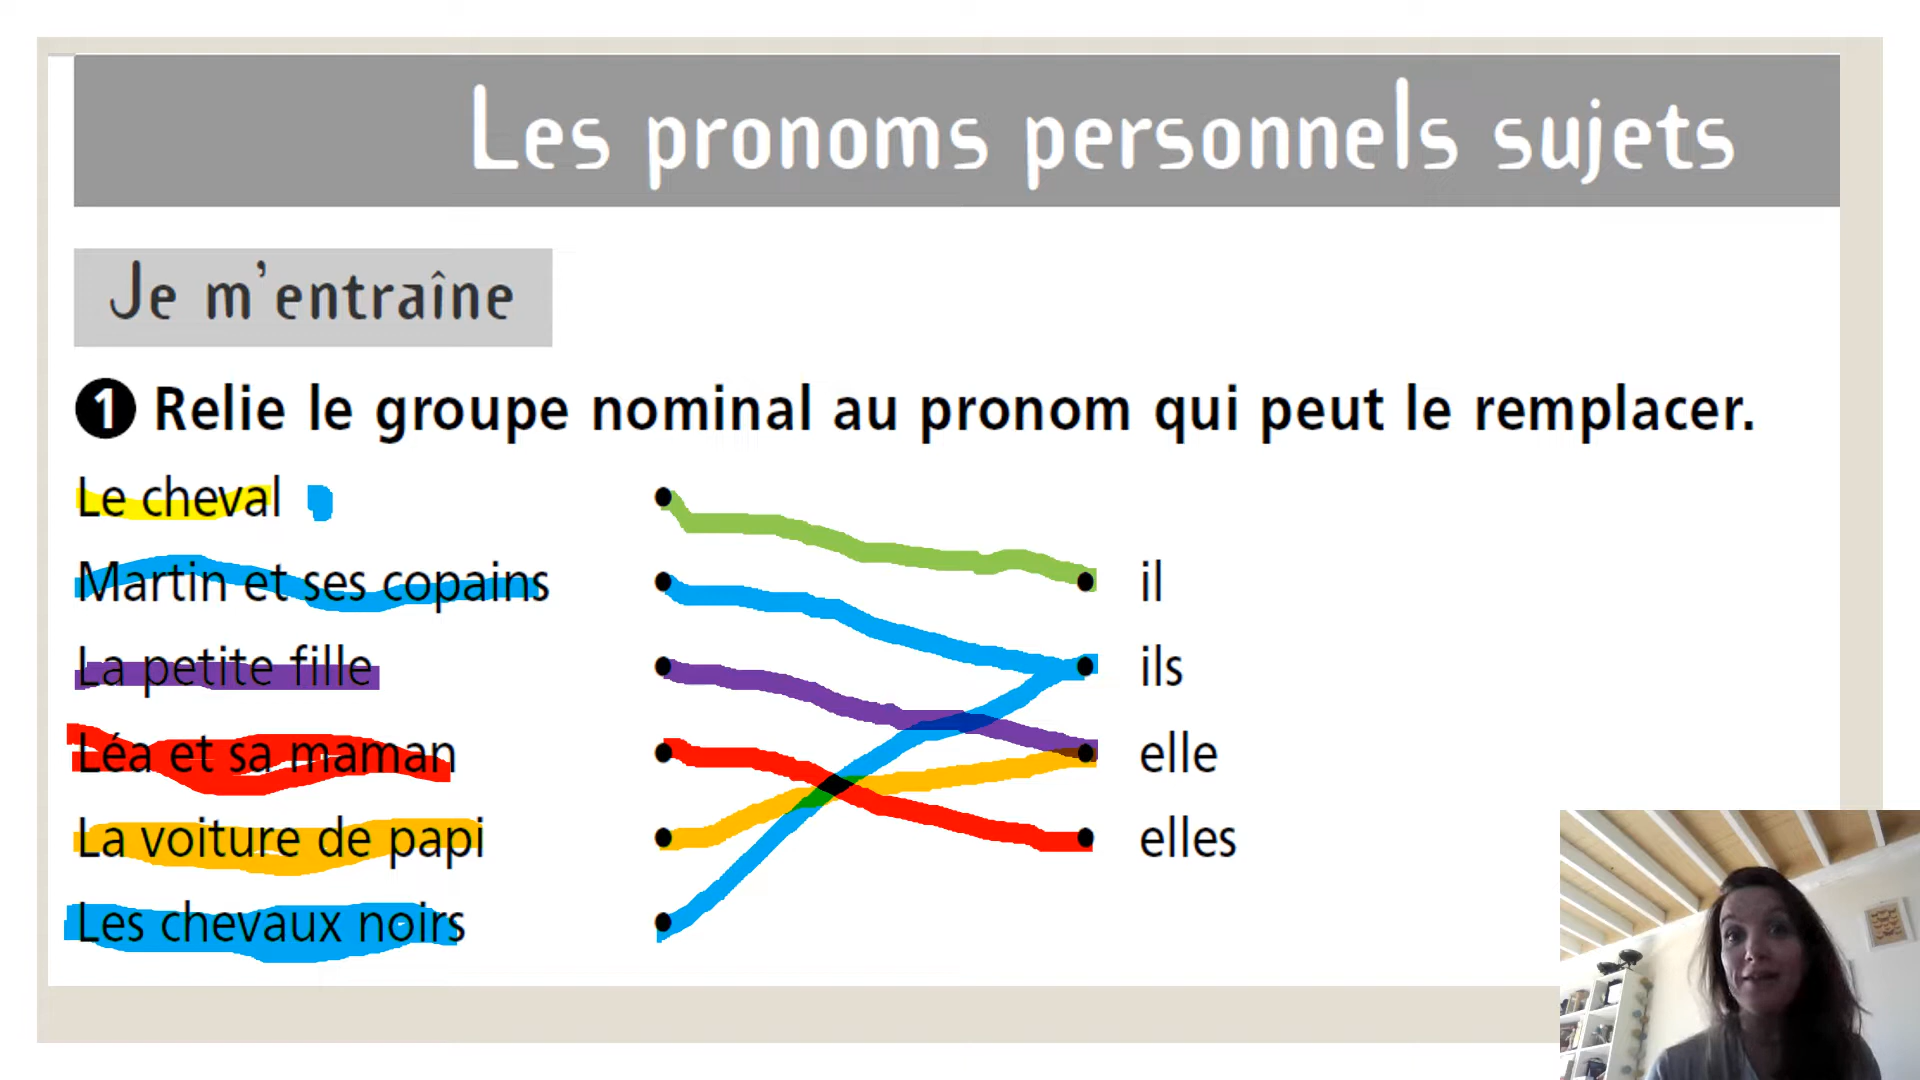 Les pronoms personnels sujets
Je m'entraîne
1 Relie le groupe nominal au pronom qui peut le remplacer.
Le cheval
Martin et ses copains
il
La petite fille
ils
Léa et sa maman
elle
La voiture de papi
elles
Les chevaux noirs